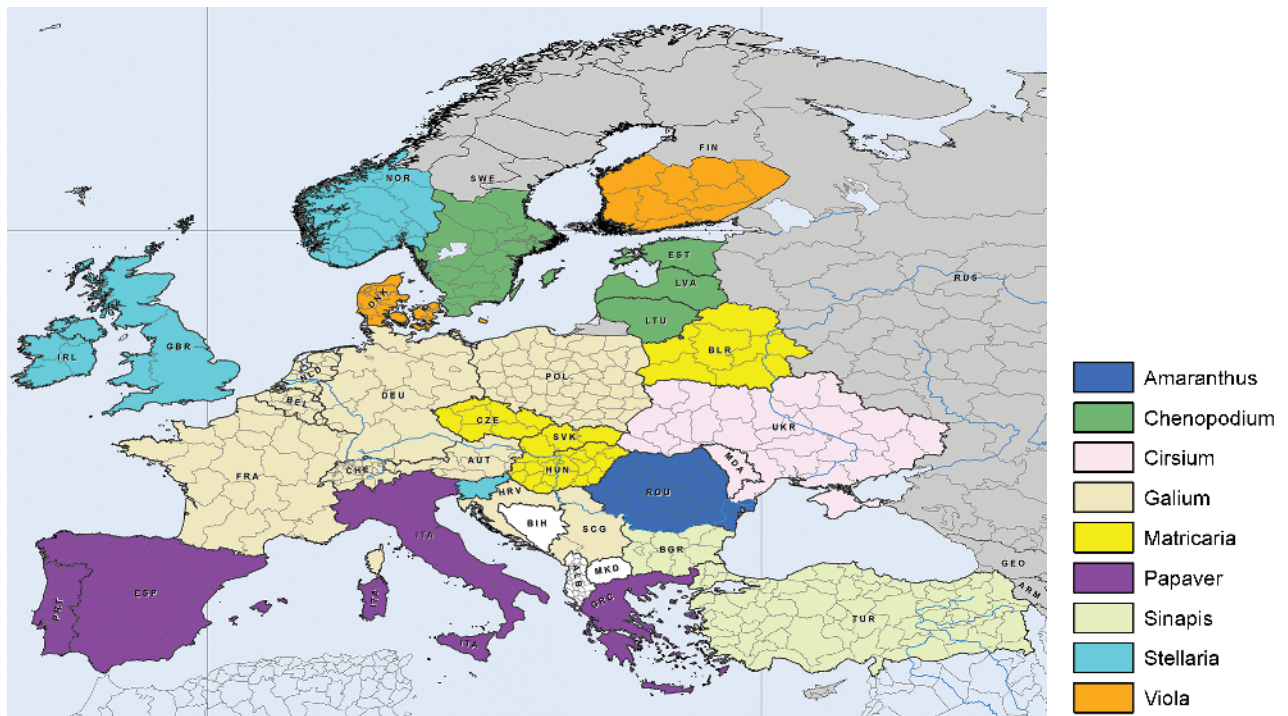 FIN
NOR
SWE
EST
RUS
LVA
DNK
LTU
GBR
IRL
BLR
NLD
POL
DEU
BEL
CZE
UKR
SVK
AUT
MDA
CHE
HUN
FRA
HRV
ROU
BIH
SCG
ITA
BGR
GEO
ALB
MKD
ARM
ESP
PRT
ITA
GRC
TUR
ITA
Amaranthus
Chenopodium
Cirsium
Galium
Matricaria
Papaver
Sinapis
Stellaria
Viola